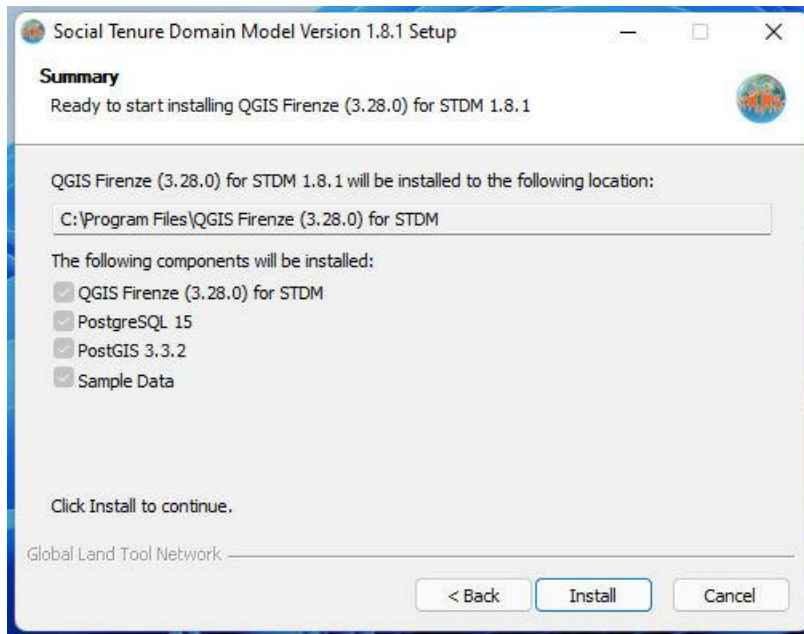 Social Tenure Domain Model Version 1.8.1 Setup
Summary
Ready to start installing QGIS Firenze (3.28.0) for STDM 1.8.1
QGIS Firenze (3.28.0) for STDM 1.8.1 will be installed to the following location:
C:\Program Files\QGIS Firenze (3.28.0) for STDM
The following components will be installed:
QGIS Firenze (3.28.0) for STDM
PostgreSQL 15
PostGIS 3.3.2
Sample Data
Click Install to continue.
Global Land Tool Network
< Back Install Cancel